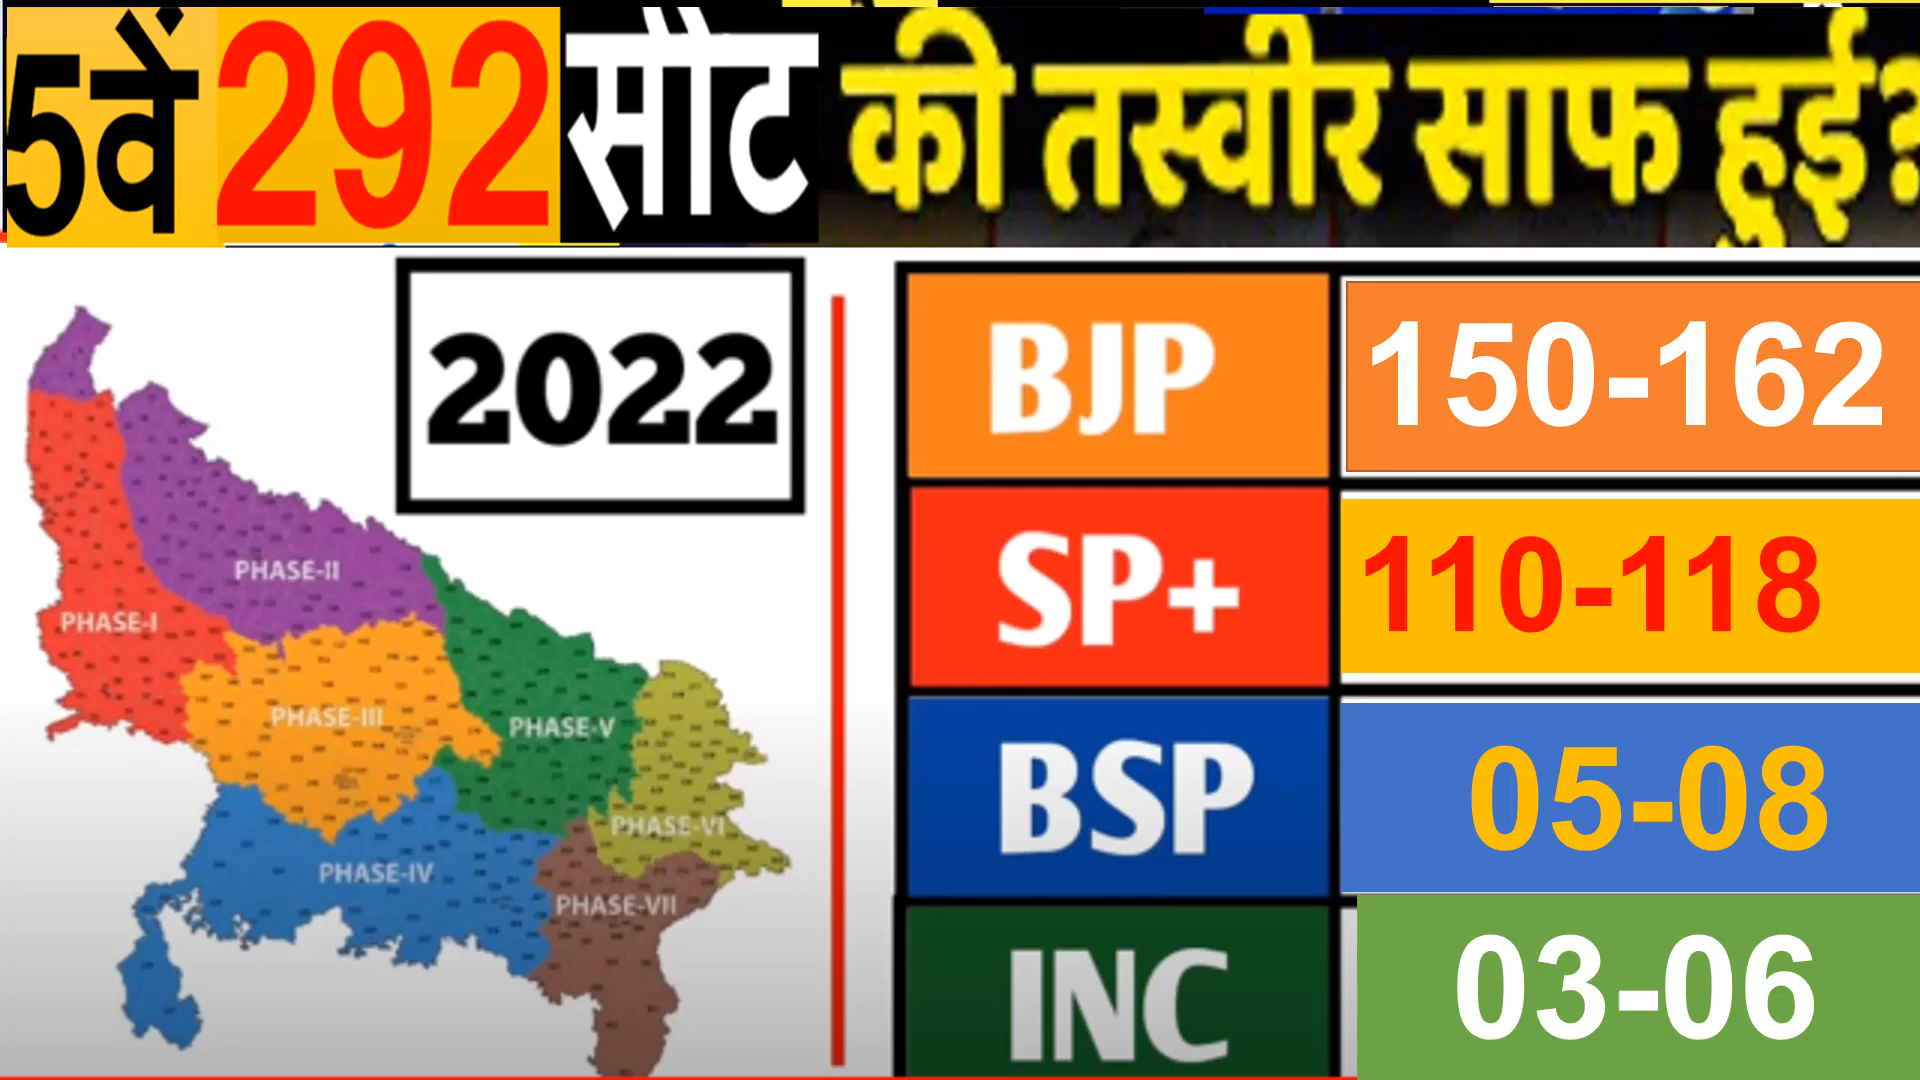 5वें 292 सीट की तस्वीर साफ हुई?
2022
BJP 150-162
SP+ 110-118
BSP 05-08
INC 03-06
PHASE-II
PHASE-I
PHASE-III
PHASE-V
PHASE-VI
PHASE-IV
PHASE-VII